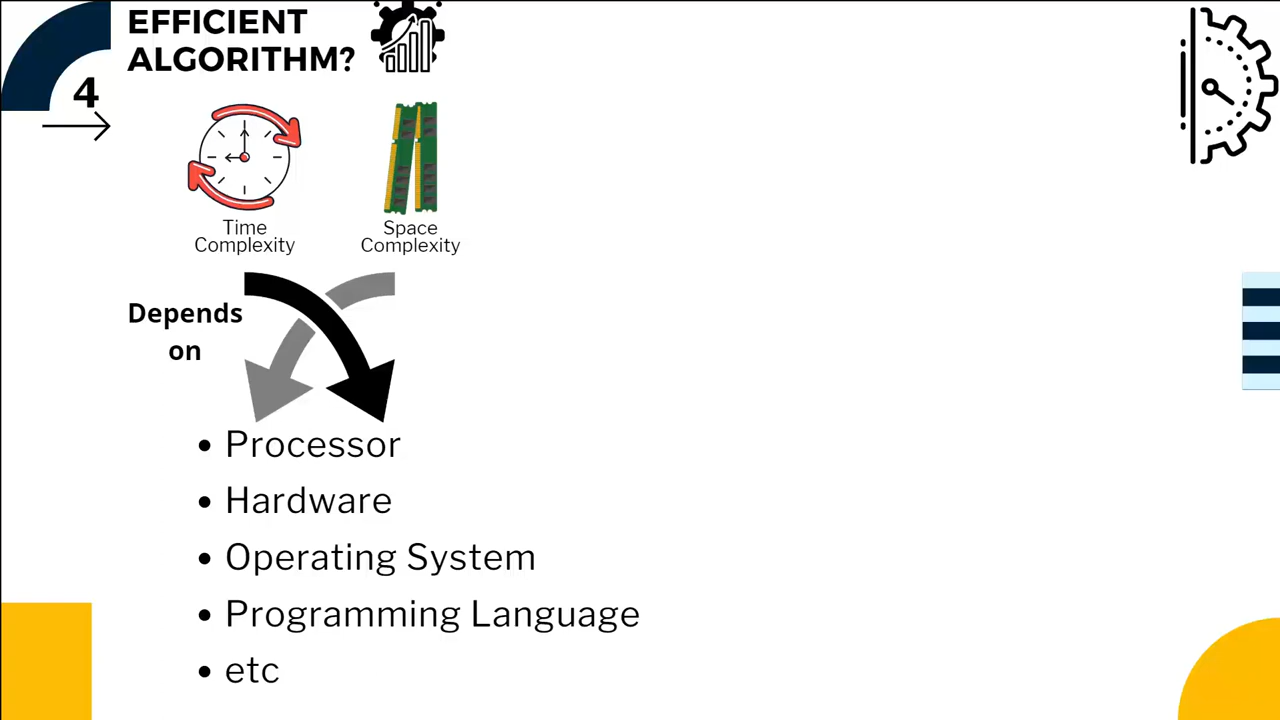 EFFICIENT
ALGORITHM?
4
Time
Complexity
Space
Complexity
Depends
on
• Processor
• Hardware
• Operating System
• Programming Language
• etc